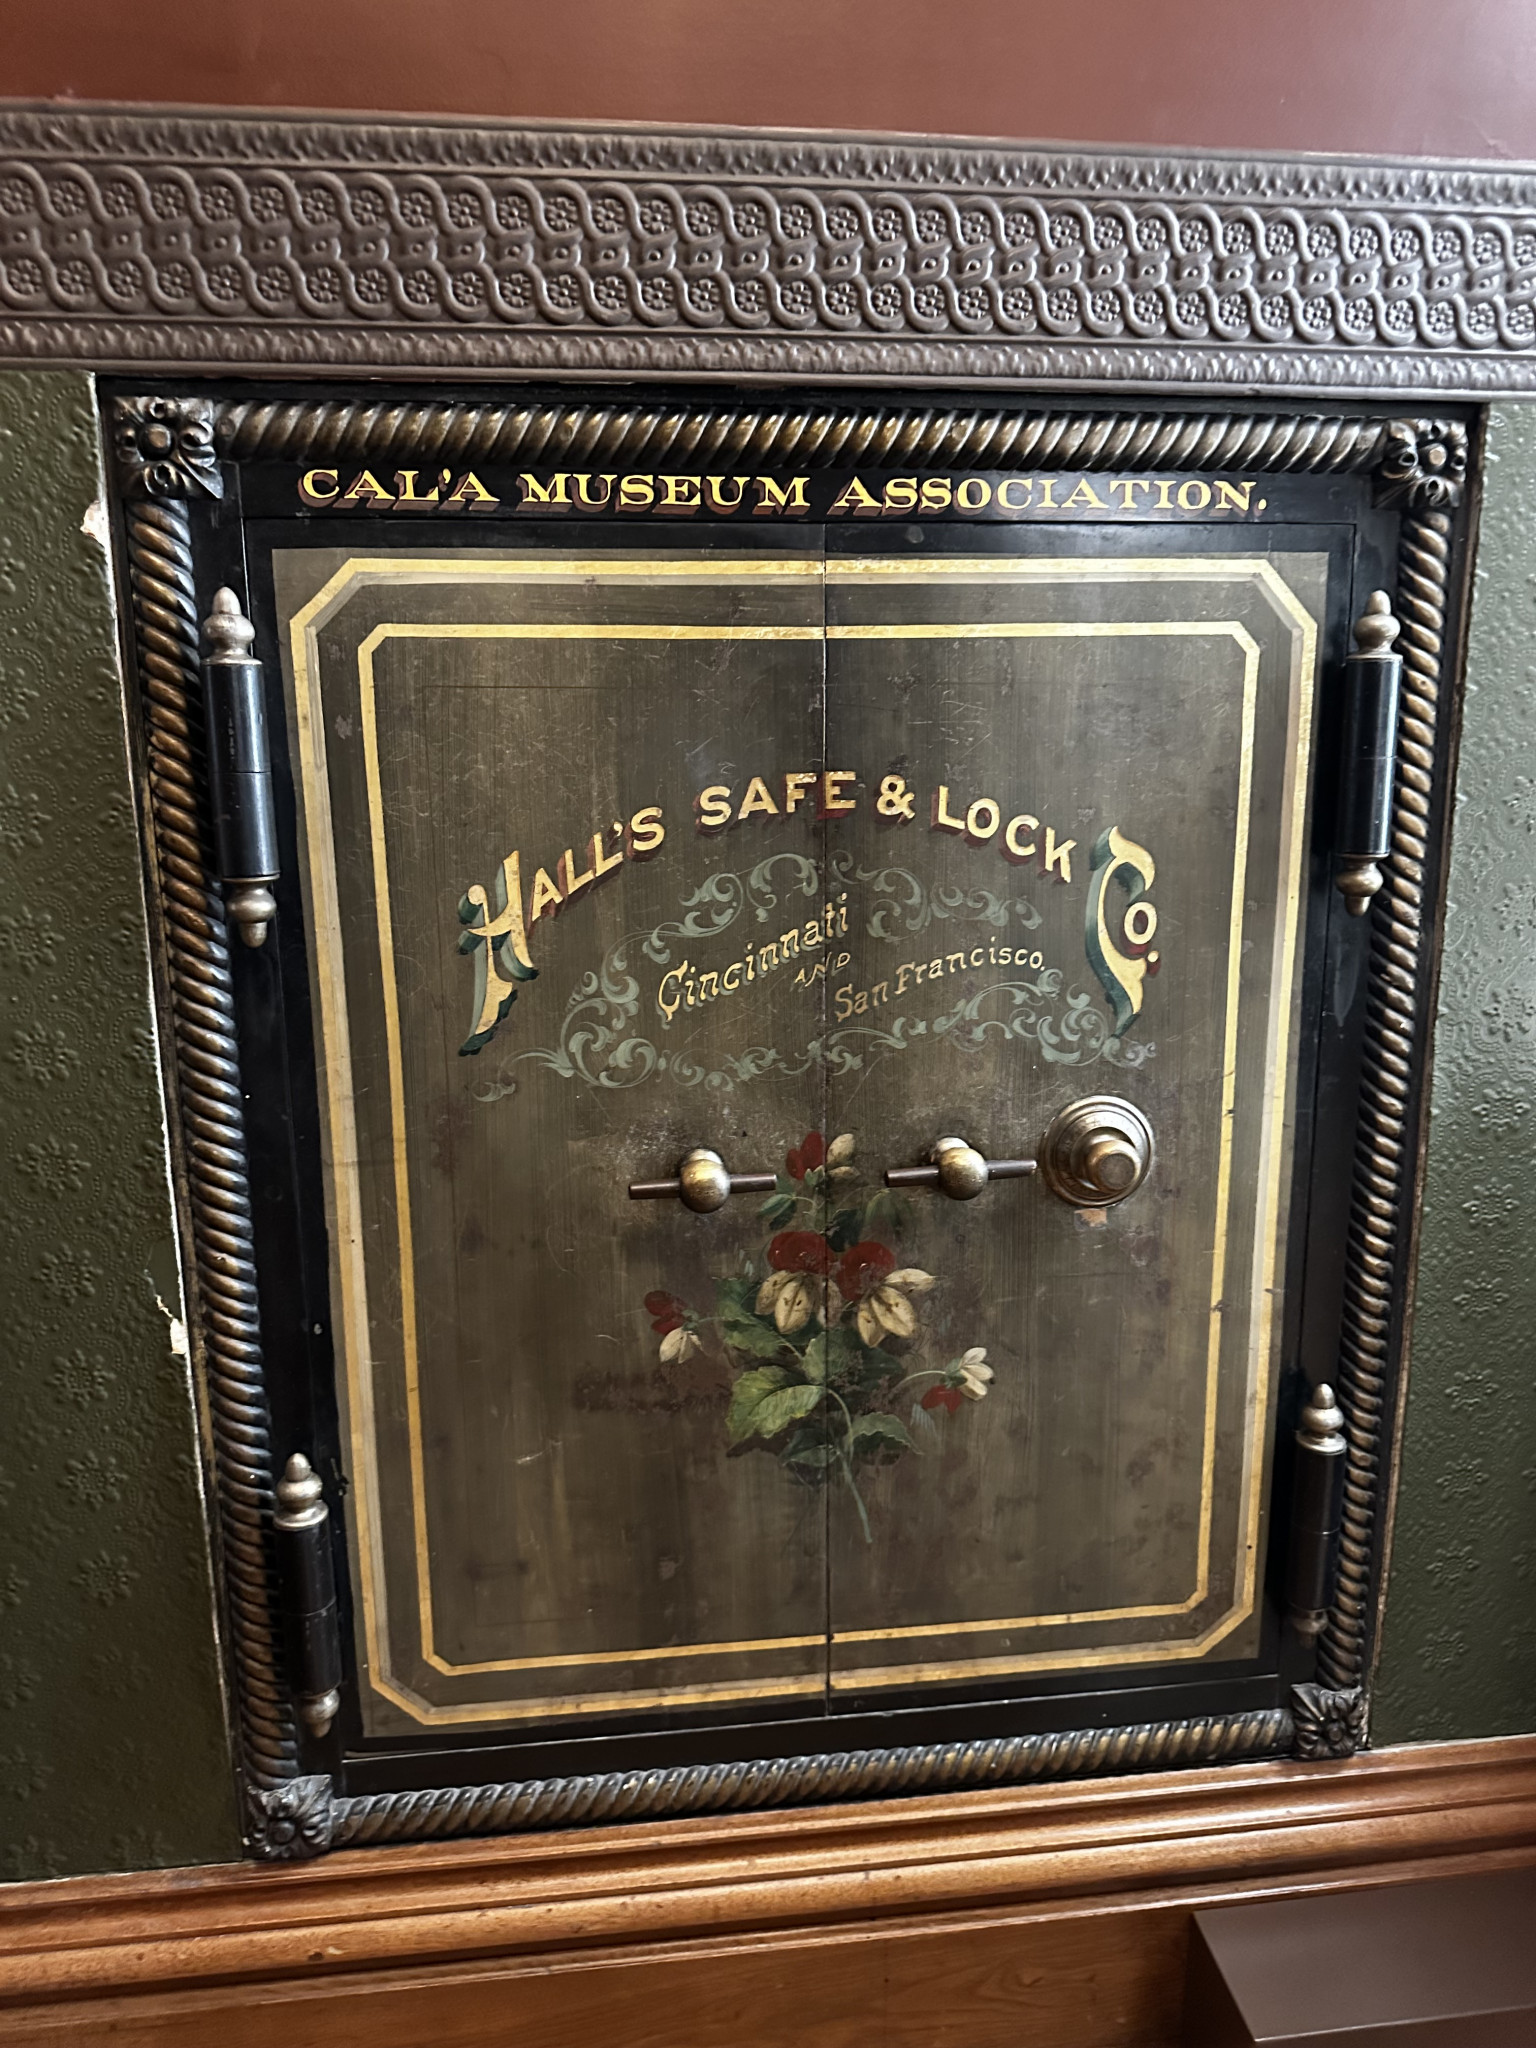 CAL'A MUSEUM ASSOCIATION.
HALL'S SAFE & LOCK Co.
Cincinnati
AND
San Francisco.